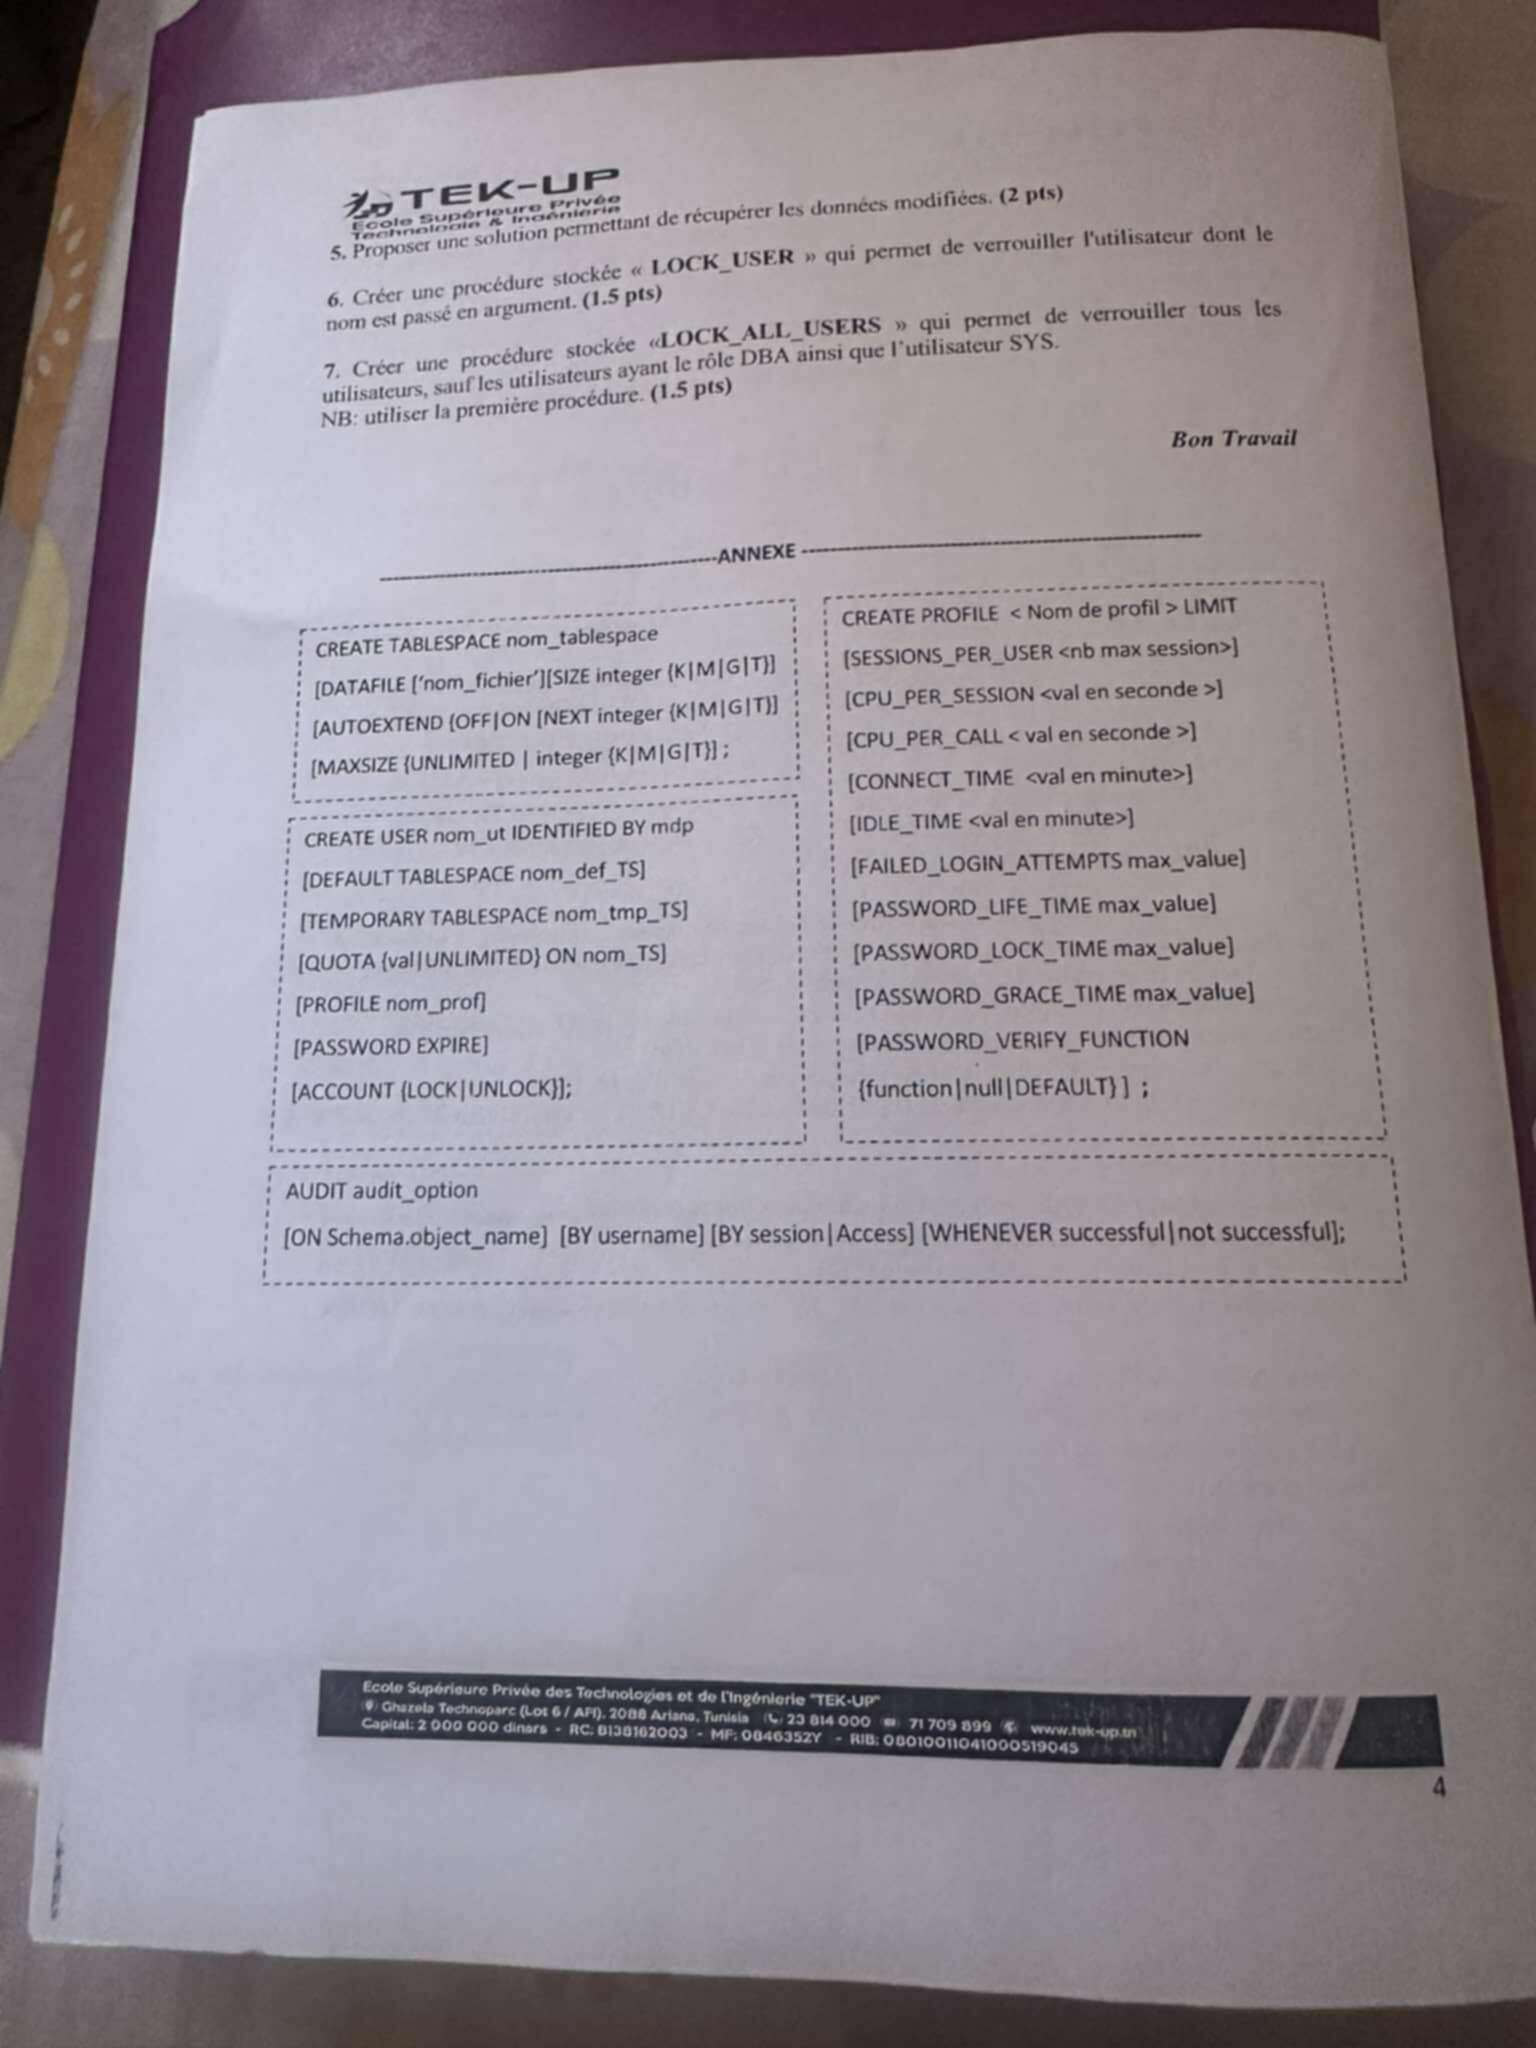 TEK-UP
Ecole Supérieure Privée
Technologie & Ingénierie
5. Proposer une solution permettant de récupérer les données modifiées. (2 pts)
6. Créer une procédure stockée « LOCK_USER » qui permet de verrouiller l'utilisateur dont le
nom est passé en argument. (1.5 pts)
7. Créer une procédure stockée «LOCK_ALL_USERS » qui permet de verrouiller tous les
utilisateurs, sauf les utilisateurs ayant le rôle DBA ainsi que l'utilisateur SYS.
NB: utiliser la première procédure. (1.5 pts)
Bon Travail
ANNEXE
CREATE TABLESPACE nom_tablespace
[DATAFILE ['nom_fichier'][SIZE integer {K|M|G|T}]
[AUTOEXTEND {OFF|ON [NEXT integer {K|M|G|T}]
[MAXSIZE {UNLIMITED | integer {K|M|G|T}] ;
CREATE USER nom_ut IDENTIFIED BY mdp
[DEFAULT TABLESPACE nom_def_TS]
[TEMPORARY TABLESPACE nom_tmp_TS]
[QUOTA {val|UNLIMITED} ON nom_TS]
[PROFILE nom_prof]
[PASSWORD EXPIRE]
[ACCOUNT {LOCK|UNLOCK}];
CREATE PROFILE < Nom de profil > LIMIT
[SESSIONS_PER_USER <nb max session>]
[CPU_PER_SESSION <val en seconde >]
[CPU_PER_CALL < val en seconde >]
[CONNECT_TIME <val en minute>]
[IDLE_TIME <val en minute>]
[FAILED_LOGIN_ATTEMPTS max_value]
[PASSWORD_LIFE_TIME max_value]
[PASSWORD_LOCK_TIME max_value]
[PASSWORD_GRACE_TIME max_value]
[PASSWORD_VERIFY_FUNCTION
{function|null|DEFAULT} ] ;
AUDIT audit_option
[ON Schema.object_name] [BY username] [BY session|Access] [WHENEVER successful|not successful];
Ecole Supérieure Privée des Technologies et de l'Ingénierie "TEK-UP"
Ghazela Technoparc (Lot 6 / AFI), 2088 Ariana, Tunisia 23 814 000 71 709 899 www.tek-up.tn
Capital: 2 000 000 dinars - RC: B138162003 - MF: 0846352Y - RIB: 08010011041000519045
4